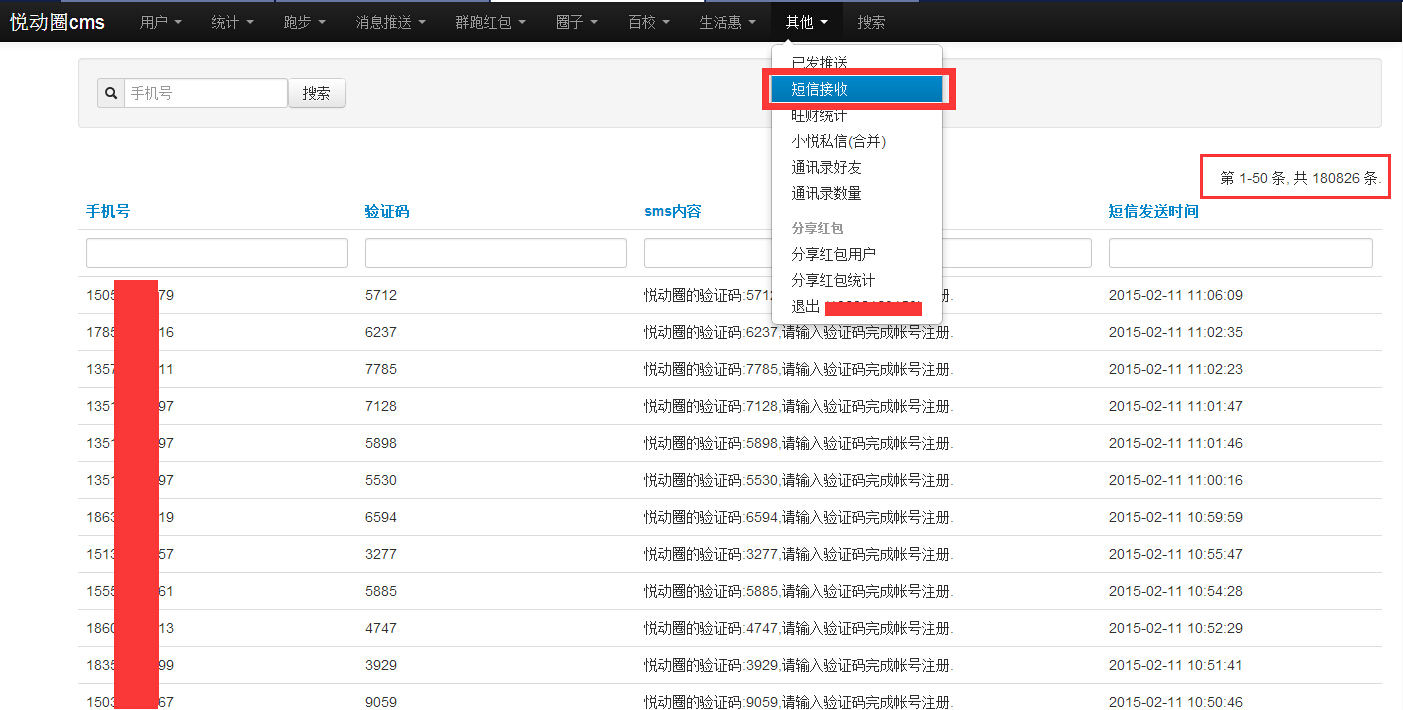 悦动圈cms 用户 统计 跑步 消息推送 群跑红包 圈子 百校 生活惠 其他 搜索
已发推送
短信接收
旺财统计
小悦私信(合并)
通讯录好友
通讯录数量
分享红包
分享红包用户
分享红包统计
退出
手机号 搜索
第 1-50 条, 共 180826 条.
手机号 验证码 sms内容 短信发送时间
1505 79 5712 悦动圈的验证码:5712 册. 2015-02-11 11:06:09
1785 16 6237 悦动圈的验证码:6237,请输入验证码完成帐号注册. 2015-02-11 11:02:35
1357 11 7785 悦动圈的验证码:7785,请输入验证码完成帐号注册. 2015-02-11 11:02:23
1351 97 7128 悦动圈的验证码:7128,请输入验证码完成帐号注册. 2015-02-11 11:01:47
1351 97 5898 悦动圈的验证码:5898,请输入验证码完成帐号注册. 2015-02-11 11:01:46
1351 97 5530 悦动圈的验证码:5530,请输入验证码完成帐号注册. 2015-02-11 11:00:16
1863 19 6594 悦动圈的验证码:6594,请输入验证码完成帐号注册. 2015-02-11 10:59:59
1513 57 3277 悦动圈的验证码:3277,请输入验证码完成帐号注册. 2015-02-11 10:55:47
1555 61 5885 悦动圈的验证码:5885,请输入验证码完成帐号注册. 2015-02-11 10:54:28
1860 13 4747 悦动圈的验证码:4747,请输入验证码完成帐号注册. 2015-02-11 10:52:29
1835 99 3929 悦动圈的验证码:3929,请输入验证码完成帐号注册. 2015-02-11 10:51:41
1503 67 9059 悦动圈的验证码:9059,请输入验证码完成帐号注册. 2015-02-11 10:50:46